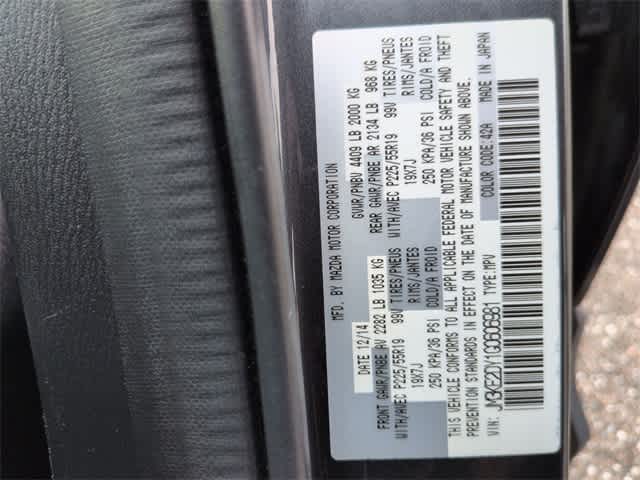 MFD. BY MAZDA MOTOR CORPORATION
DATE 12/14 GVWR/PNBV 4409 LB 2000 KG
FRONT GAWR/PNBE AV 2282 LB 1035 KG REAR GAWR/PNBE AR 2134 LB 968 KG
WITH/AVEC P225/55R19 99V TIRES/PNEUS WITH/AVEC P225/55R19 99V TIRES/PNEUS
19X7J RIMS/JANTES 19X7J RIMS/JANTES
250 KPA/36 PSI COLD/A FROID 250 KPA/36 PSI COLD/A FROID
THIS VEHICLE CONFORMS TO ALL APPLICABLE FEDERAL MOTOR VEHICLE SAFETY AND THEFT
PREVENTION STANDARDS IN EFFECT ON THE DATE OF MANUFACTURE SHOWN ABOVE.
TYPE:MPV COLOR CODE:42A MADE IN JAPAN
VIN: JM3KE2DY1G0606981